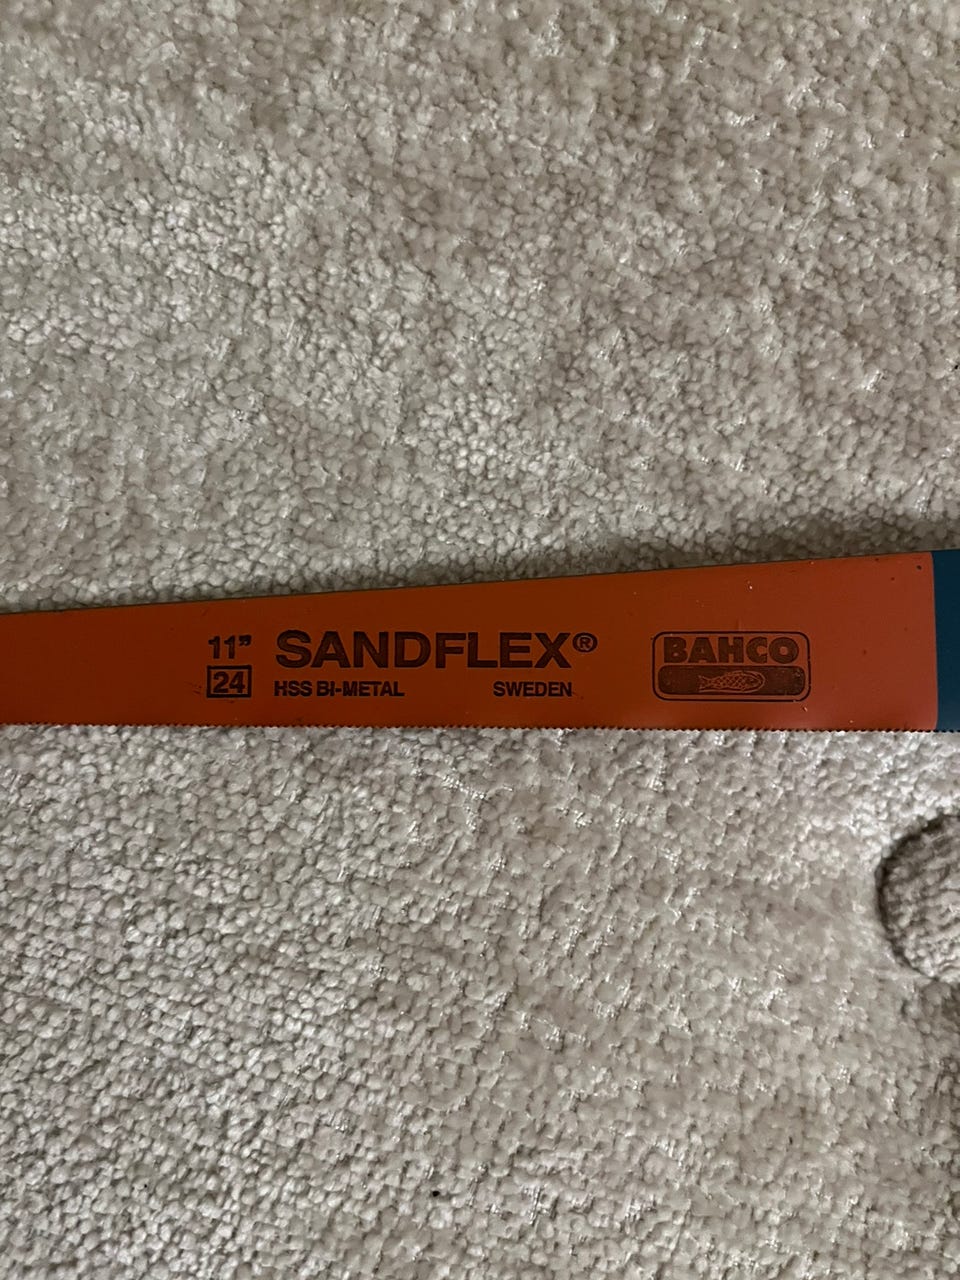 11” SANDFLEX®
24 HSS BI-METAL SWEDEN
BAHCO